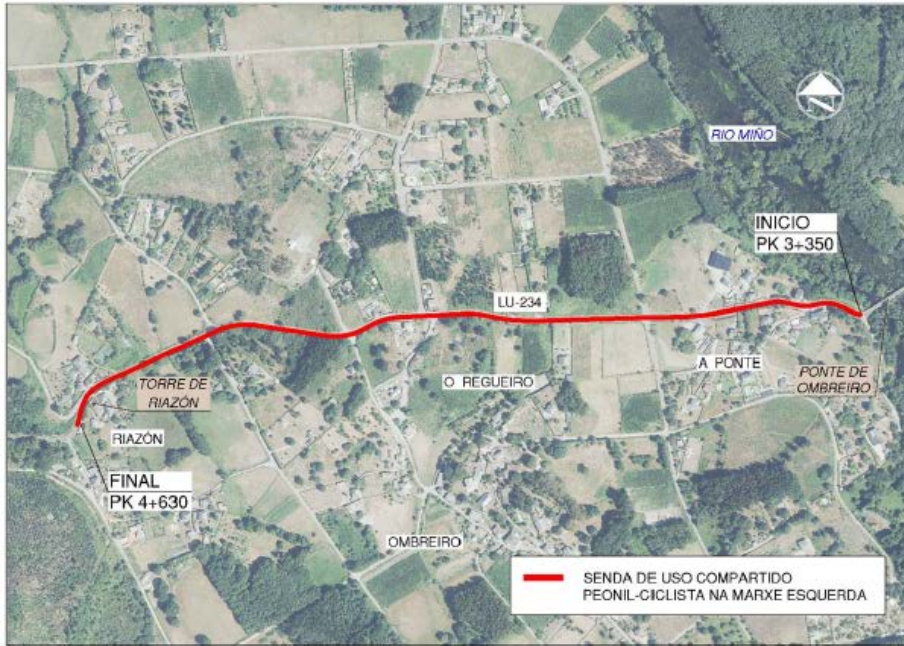 RIO MIÑO
INICIO
PK 3+350
LU-234
A PONTE
PONTE DE
OMBREIRO
O REGUEIRO
TORRE DE
RIAZÓN
RIAZÓN
FINAL
PK 4+630
OMBREIRO
SENDA DE USO COMPARTIDO
PEONIL-CICLISTA NA MARXE ESQUERDA